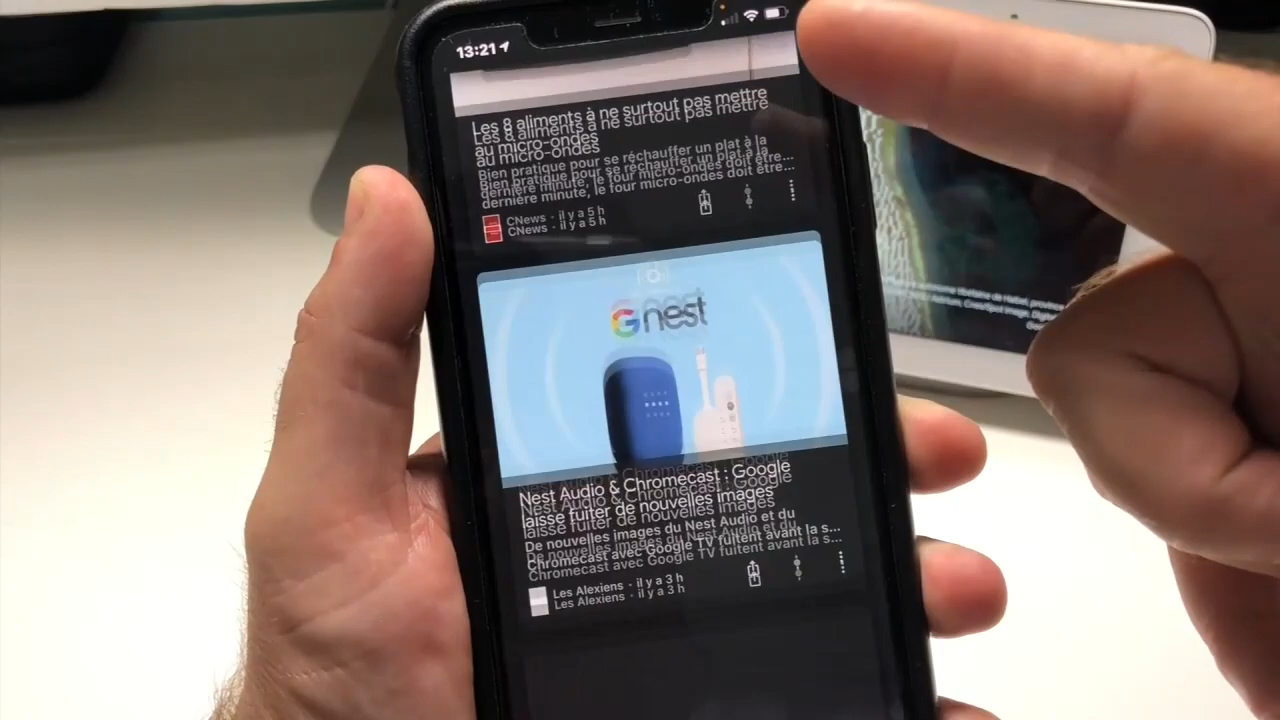 13:21
Les 8 aliments à ne surtout pas mettre
au micro-ondes
Bien pratique pour se réchauffer un plat à la
dernière minute, le four micro-ondes doit être...
CNews - il y a 5 h
G nest
Nest Audio & Chromecast : Google
laisse fuiter de nouvelles images
De nouvelles images du Nest Audio et du
Chromecast avec Google TV fuitent avant la s...
Les Alexiens - il y a 3 h